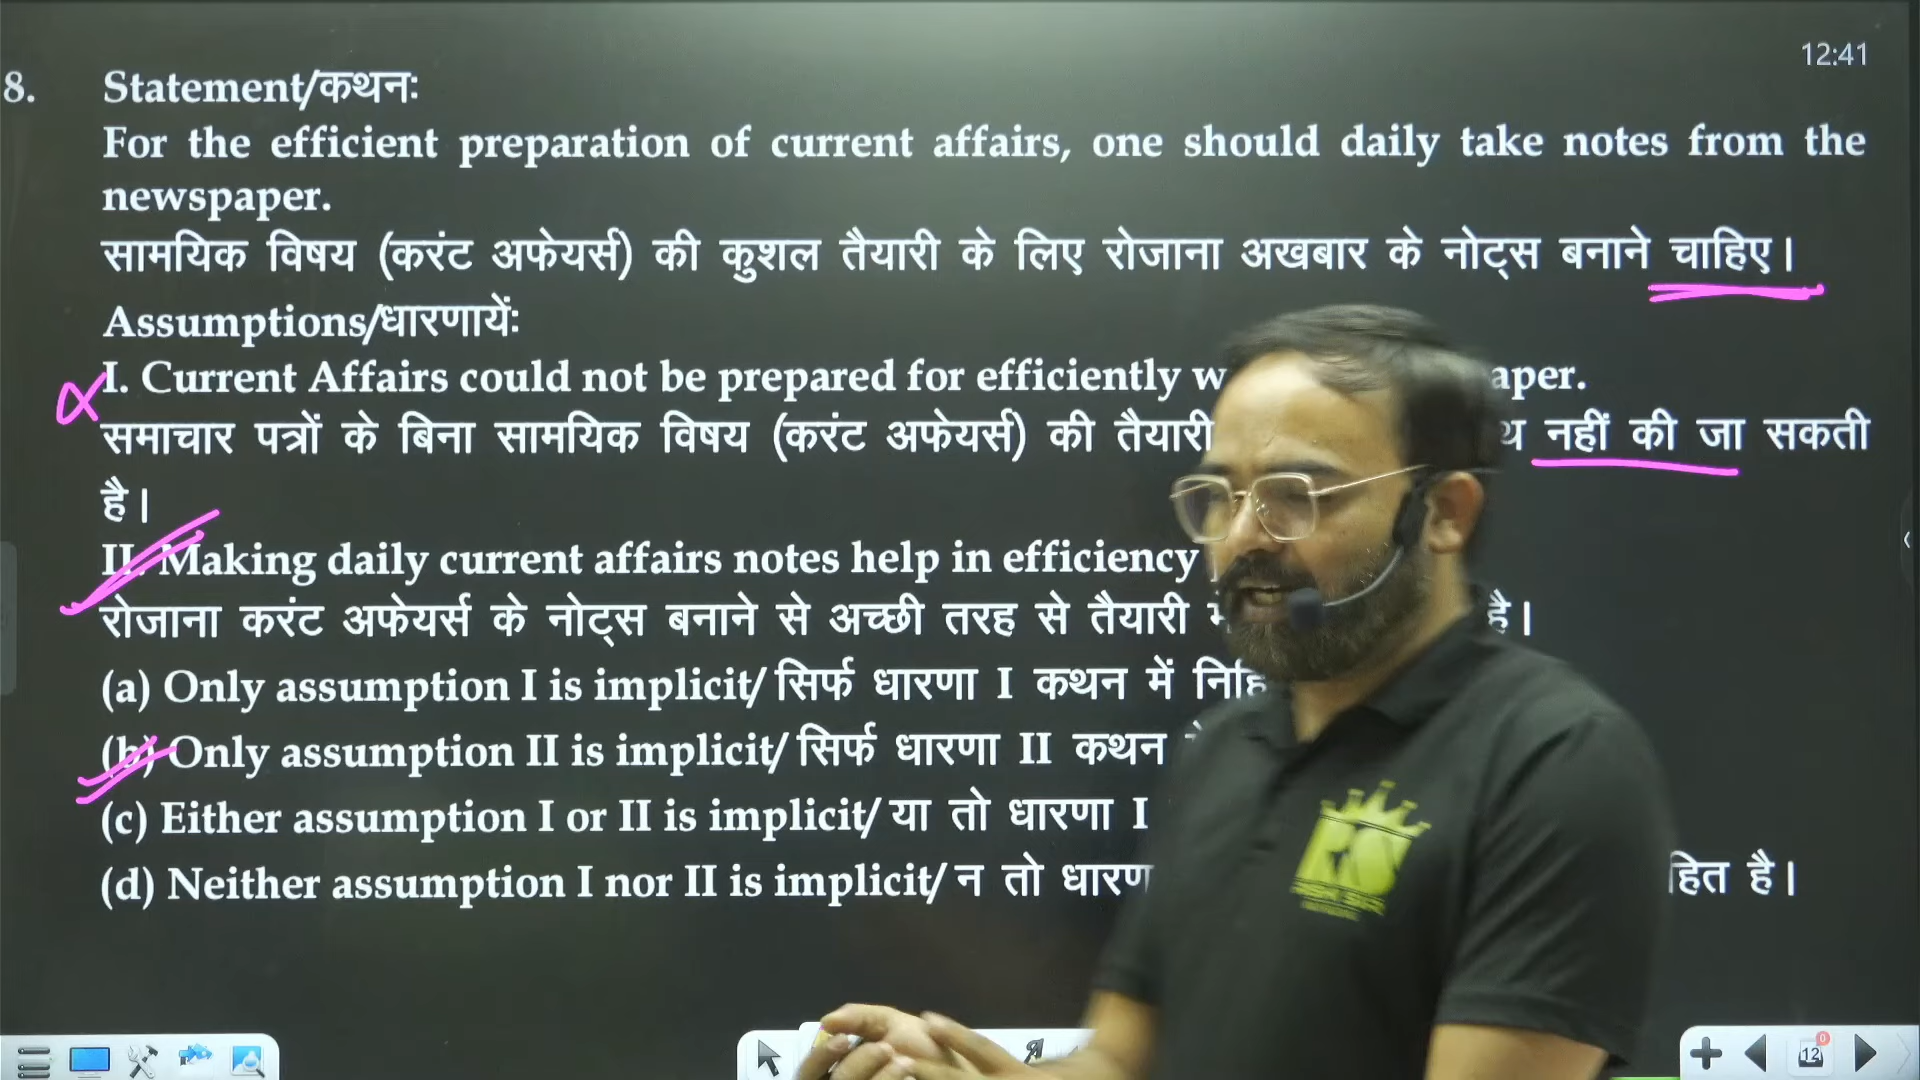 12:41
8. Statement/कथनः
For the efficient preparation of current affairs, one should daily take notes from the
newspaper.
सामयिक विषय (करंट अफेयर्स) की कुशल तैयारी के लिए रोजाना अखबार के नोट्स बनाने चाहिए।
Assumptions/धारणायेंः
I. Current Affairs could not be prepared for efficiently
समाचार पत्रों के बिना सामयिक विषय (करंट अफेयर्स) की तैयारी नहीं की जा सकती
है।
II. Making daily current affairs notes help in efficiency
रोजाना करंट अफेयर्स के नोट्स बनाने से अच्छी तरह से तैयारी है।
(a) Only assumption I is implicit/ सिर्फ धारणा I कथन में
(b) Only assumption II is implicit/ सिर्फ धारणा II कथन
(c) Either assumption I or II is implicit/ या तो धारणा I
(d) Neither assumption I nor II is implicit/ न तो है।
12